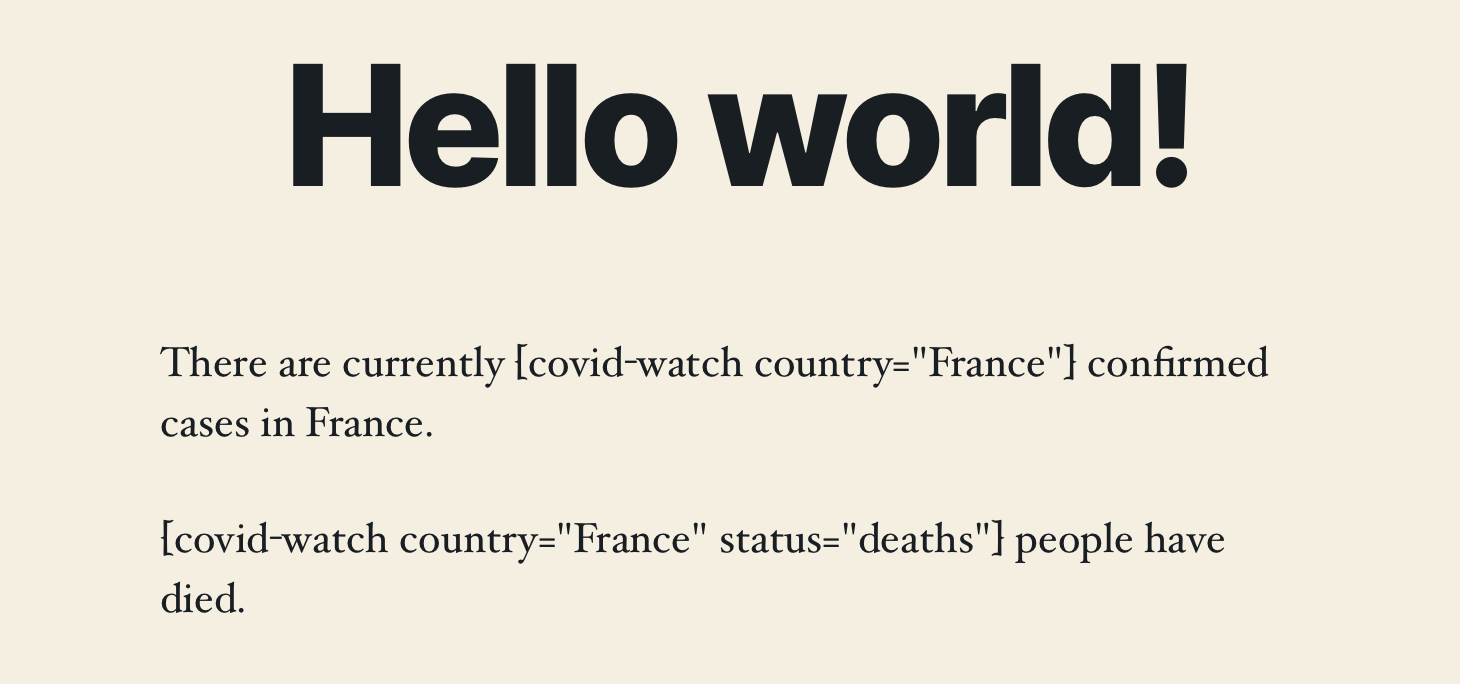 Hello world!
There are currently [covid-watch country="France"] confirmed
cases in France.
[covid-watch country="France" status="deaths"] people have
died.